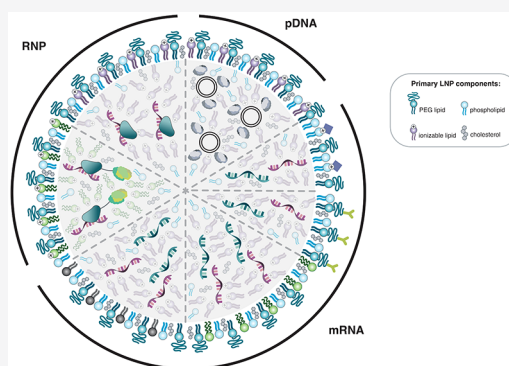 RNP
pDNA
Primary LNP components:
PEG lipid
phospholipid
ionizable lipid
cholesterol
mRNA